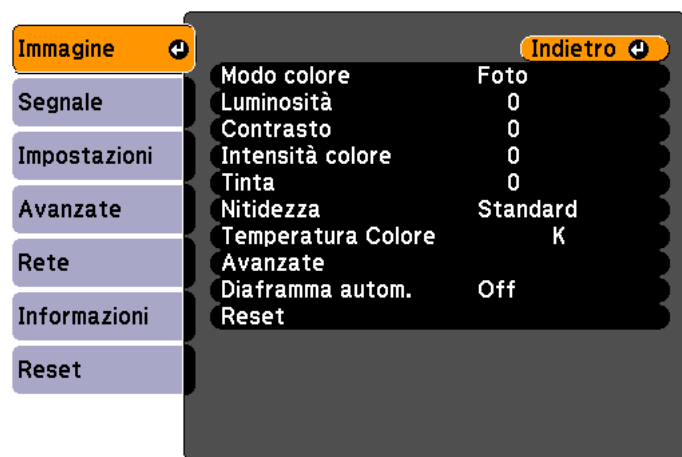 Immagine
Segnale
Impostazioni
Avanzate
Rete
Informazioni
Reset
Indietro
Modo colore Foto
Luminosità 0
Contrasto 0
Intensità colore 0
Tinta 0
Nitidezza Standard
Temperatura Colore K
Avanzate
Diaframma autom. Off
Reset